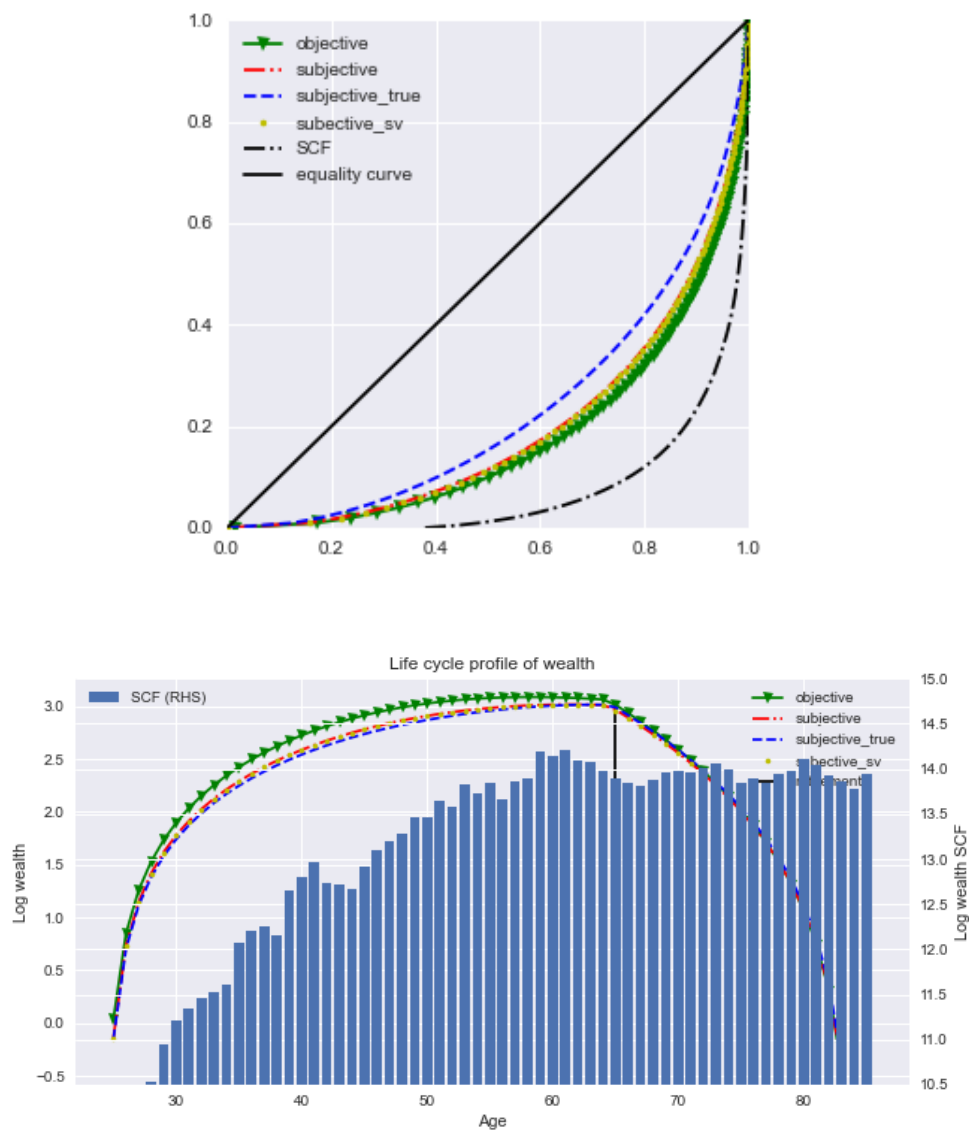 1.0
0.8
0.6
0.4
0.2
0.0
objective
subjective
subjective_true
subective_sv
SCF
equality curve
0.0 0.2 0.4 0.6 0.8 1.0
Life cycle profile of wealth
3.0
2.5
2.0
1.5
1.0
0.5
0.0
−0.5
Log wealth
SCF (RHS)
objective
subjective
subjective_true
subective_sv
15.0
14.5
14.0
13.5
13.0
12.5
12.0
11.5
11.0
10.5
Log wealth SCF
30 40 50 60 70 80
Age